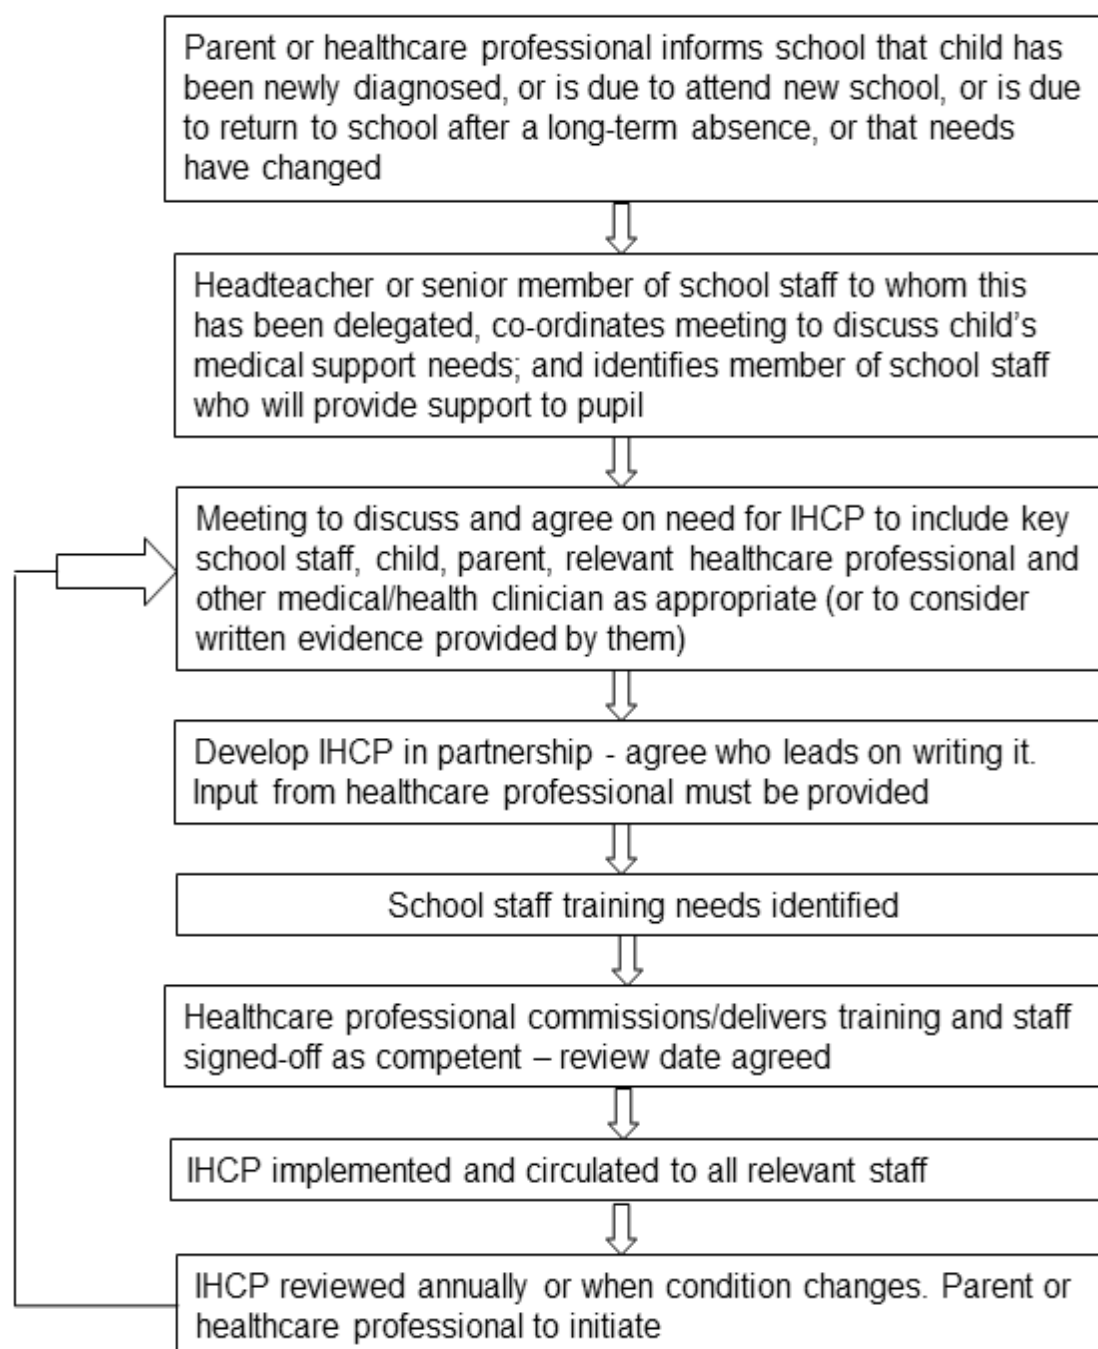 Parent or healthcare professional informs school that child has
been newly diagnosed, or is due to attend new school, or is due
to return to school after a long-term absence, or that needs
have changed
Headteacher or senior member of school staff to whom this
has been delegated, co-ordinates meeting to discuss child's
medical support needs; and identifies member of school staff
who will provide support to pupil
Meeting to discuss and agree on need for IHCP to include key
school staff, child, parent, relevant healthcare professional and
other medical/health clinician as appropriate (or to consider
written evidence provided by them)
Develop IHCP in partnership - agree who leads on writing it.
Input from healthcare professional must be provided
School staff training needs identified
Healthcare professional commissions/delivers training and staff
signed-off as competent – review date agreed
IHCP implemented and circulated to all relevant staff
IHCP reviewed annually or when condition changes. Parent or
healthcare professional to initiate